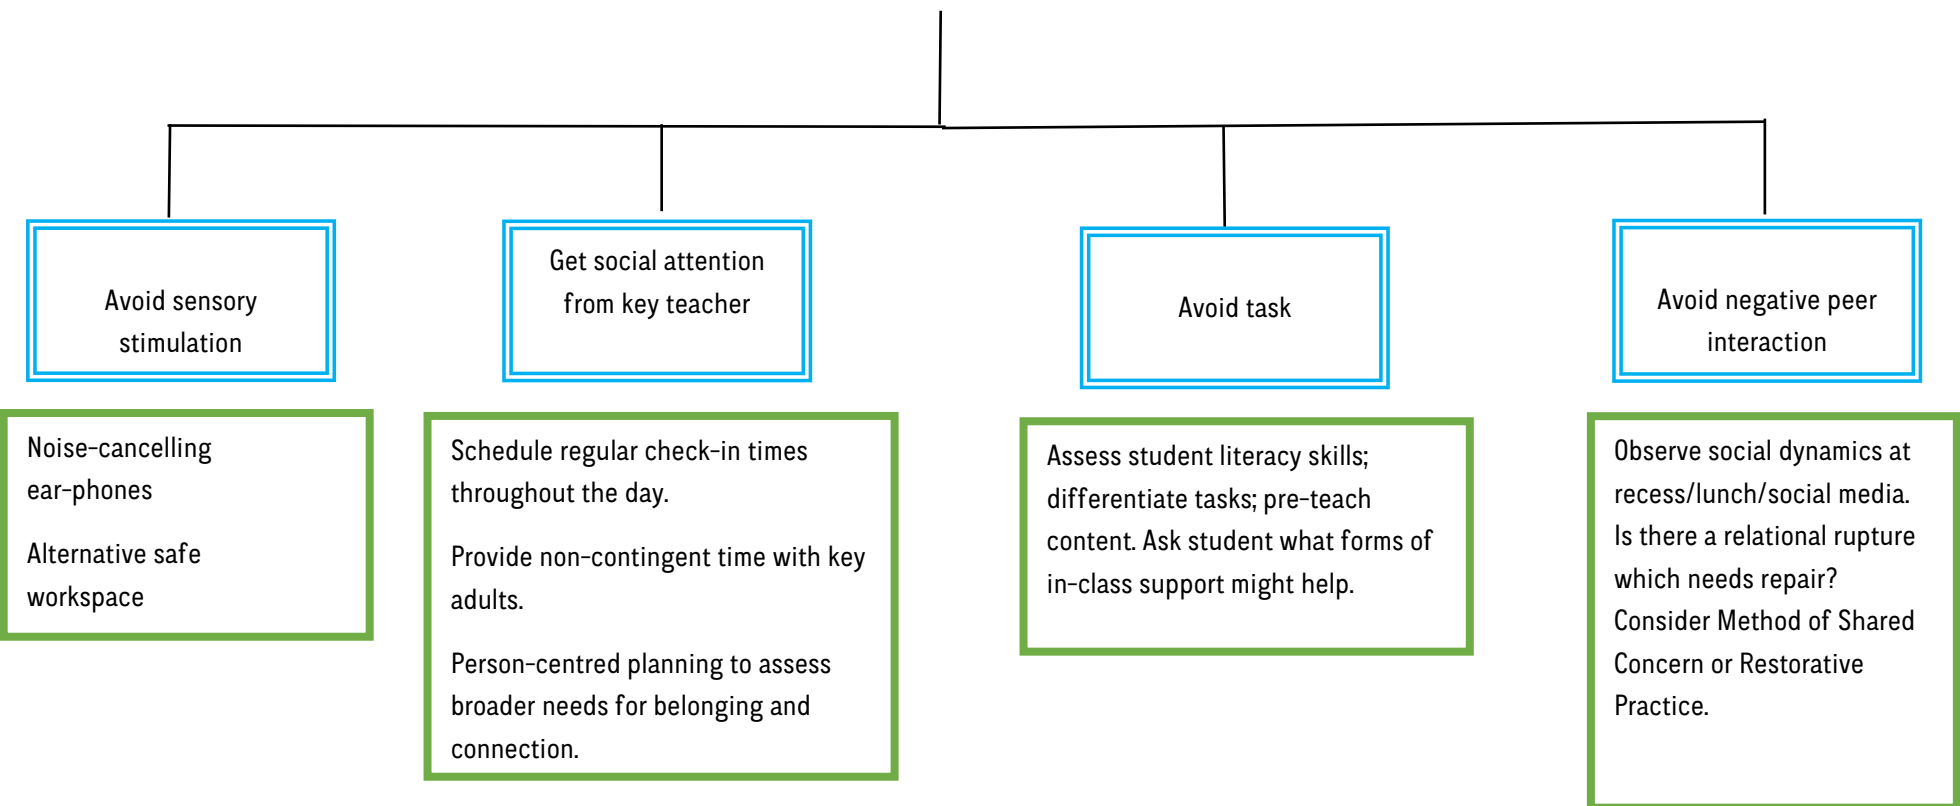 Avoid sensory
stimulation
Get social attention
from key teacher
Avoid task
Avoid negative peer
interaction
Noise-cancelling
ear-phones
Alternative safe
workspace
Schedule regular check-in times
throughout the day.
Provide non-contingent time with key
adults.
Person-centred planning to assess
broader needs for belonging and
connection.
Assess student literacy skills;
differentiate tasks; pre-teach
content. Ask student what forms of
in-class support might help.
Observe social dynamics at
recess/lunch/social media.
Is there a relational rupture
which needs repair?
Consider Method of Shared
Concern or Restorative
Practice.